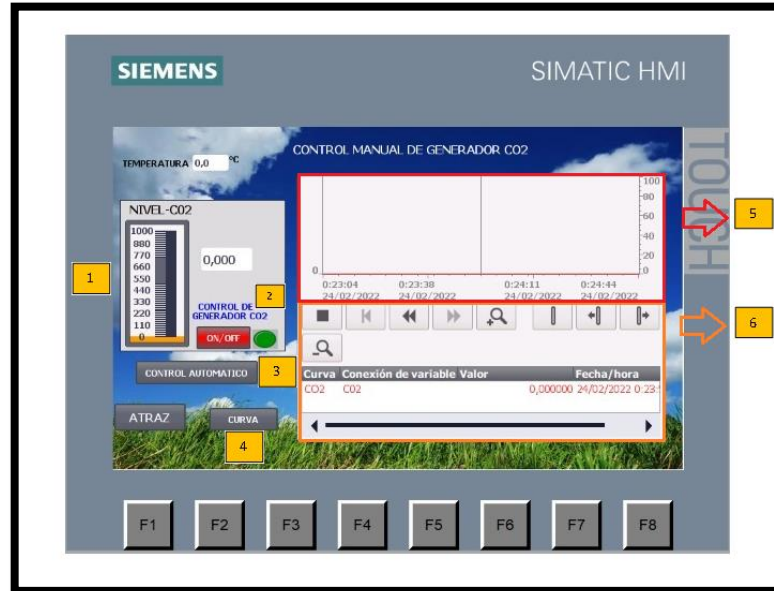 SIEMENS
SIMATIC HMI
TOUCH
CONTROL MANUAL DE GENERADOR CO2
TEMPERATURA 0,0 ºC
NIVEL-C02
1000
880
770
660
550
440
330
220
110
0
0,000
CONTROL DE
GENERADOR CO2
ON/OFF
1
2
CONTROL AUTOMATICO
3
ATRAZ
CURVA
4
100
80
60
40
20
0
0
0:23:04 0:23:38 0:24:11 0:24:44
24/02/2022 24/02/2022 24/02/2022 24/02/2022
5
6
Curva Conexión de variable Valor Fecha/hora
CO2 C02 0,000000 24/02/2022 0:23:
F1 F2 F3 F4 F5 F6 F7 F8